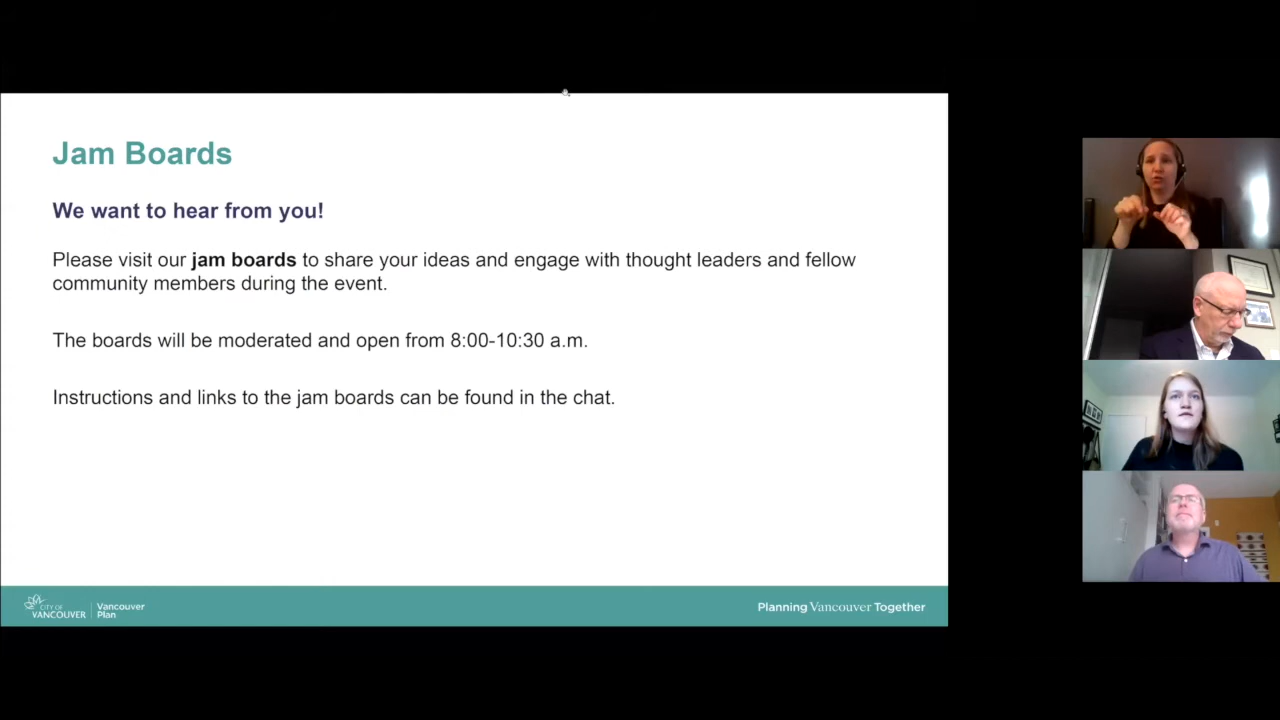 Jam Boards
We want to hear from you!
Please visit our jam boards to share your ideas and engage with thought leaders and fellow
community members during the event.
The boards will be moderated and open from 8:00-10:30 a.m.
Instructions and links to the jam boards can be found in the chat.
CITY OF
VANCOUVER
Vancouver
Plan
Planning Vancouver Together